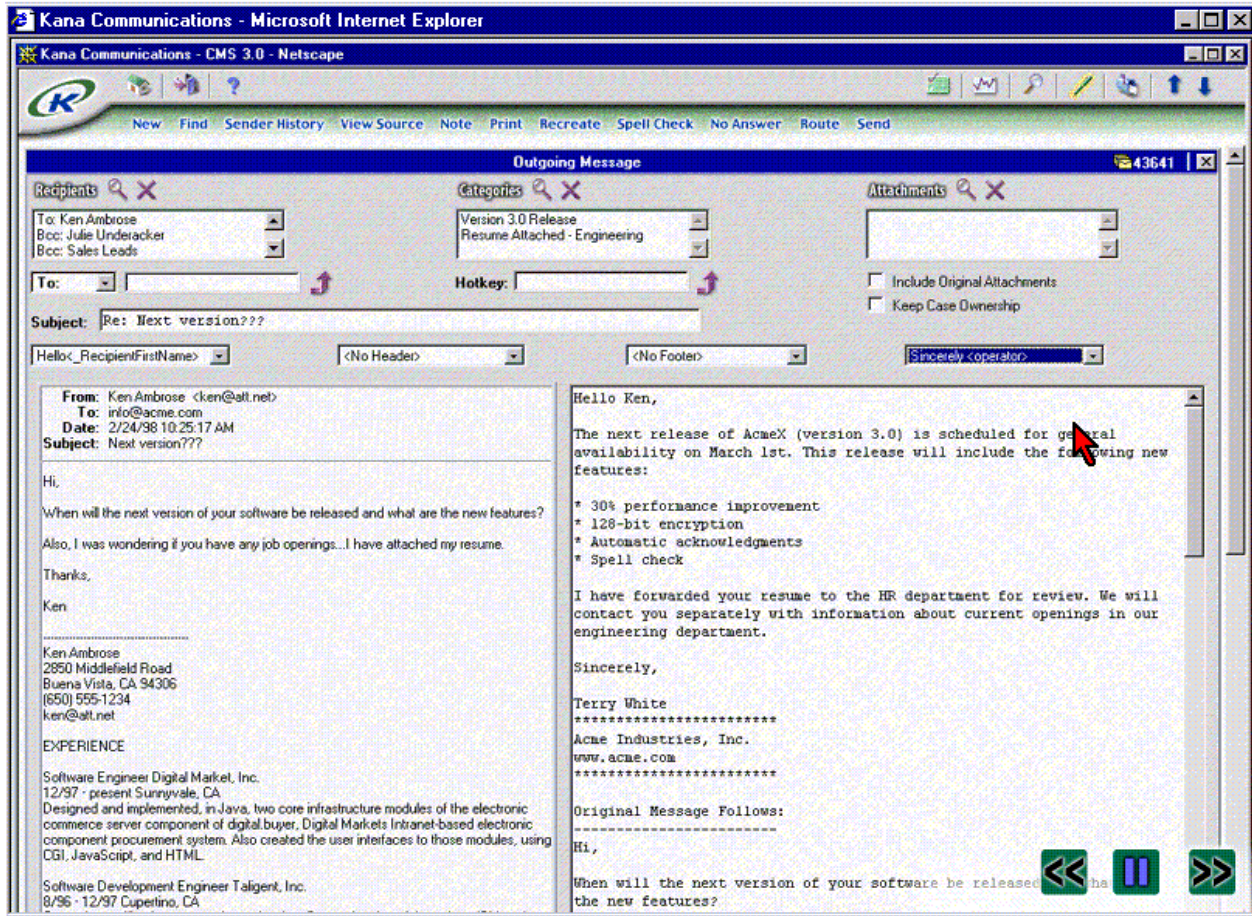 Kana Communications - Microsoft Internet Explorer
Kana Communications - CMS 3.0 - Netscape
K
?
New Find Sender History View Source Note Print Recreate Spell Check No Answer Route Send
Outgoing Message
43641
Recipients
Categories
Attachments
To: Ken Ambrose
Bcc: Julie Underacker
Bcc: Sales Leads
Version 3.0 Release
Resume Attached - Engineering
To:
Hotkey:
Include Original Attachments
Keep Case Ownership
Subject: Re: Next version???
Hello<_RecipientFirstName>
<No Header>
<No Footer>
Sincerely <operator>
From: Ken Ambrose <ken@att.net>
To: info@acme.com
Date: 2/24/98 10:25:17 AM
Subject: Next version???
Hi,
When will the next version of your software be released and what are the new features?
Also, I was wondering if you have any job openings...I have attached my resume.
Thanks,
Ken
----------------------------------------
Ken Ambrose
2850 Middlefield Road
Buena Vista, CA 94306
(650) 555-1234
ken@att.net
EXPERIENCE
Software Engineer Digital Market, Inc.
12/97 - present Sunnyvale, CA
Designed and implemented, in Java, two core infrastructure modules of the electronic
commerce server component of digital.buyer, Digital Markets Intranet-based electronic
component procurement system. Also created the user interfaces to those modules, using
CGI, JavaScript, and HTML.
Software Development Engineer Taligent, Inc.
8/96 - 12/97 Cupertino, CA
Hello Ken,
The next release of AcmeX (version 3.0) is scheduled for general
availability on March 1st. This release will include the following new
features:
* 30% performance improvement
* 128-bit encryption
* Automatic acknowledgments
* Spell check
I have forwarded your resume to the HR department for review. We will
contact you separately with information about current openings in our
engineering department.
Sincerely,
Terry White
************************
Acme Industries, Inc.
www.acme.com
************************
Original Message Follows:
------------------------
Hi,
When will the next version of your software be released
the new features?